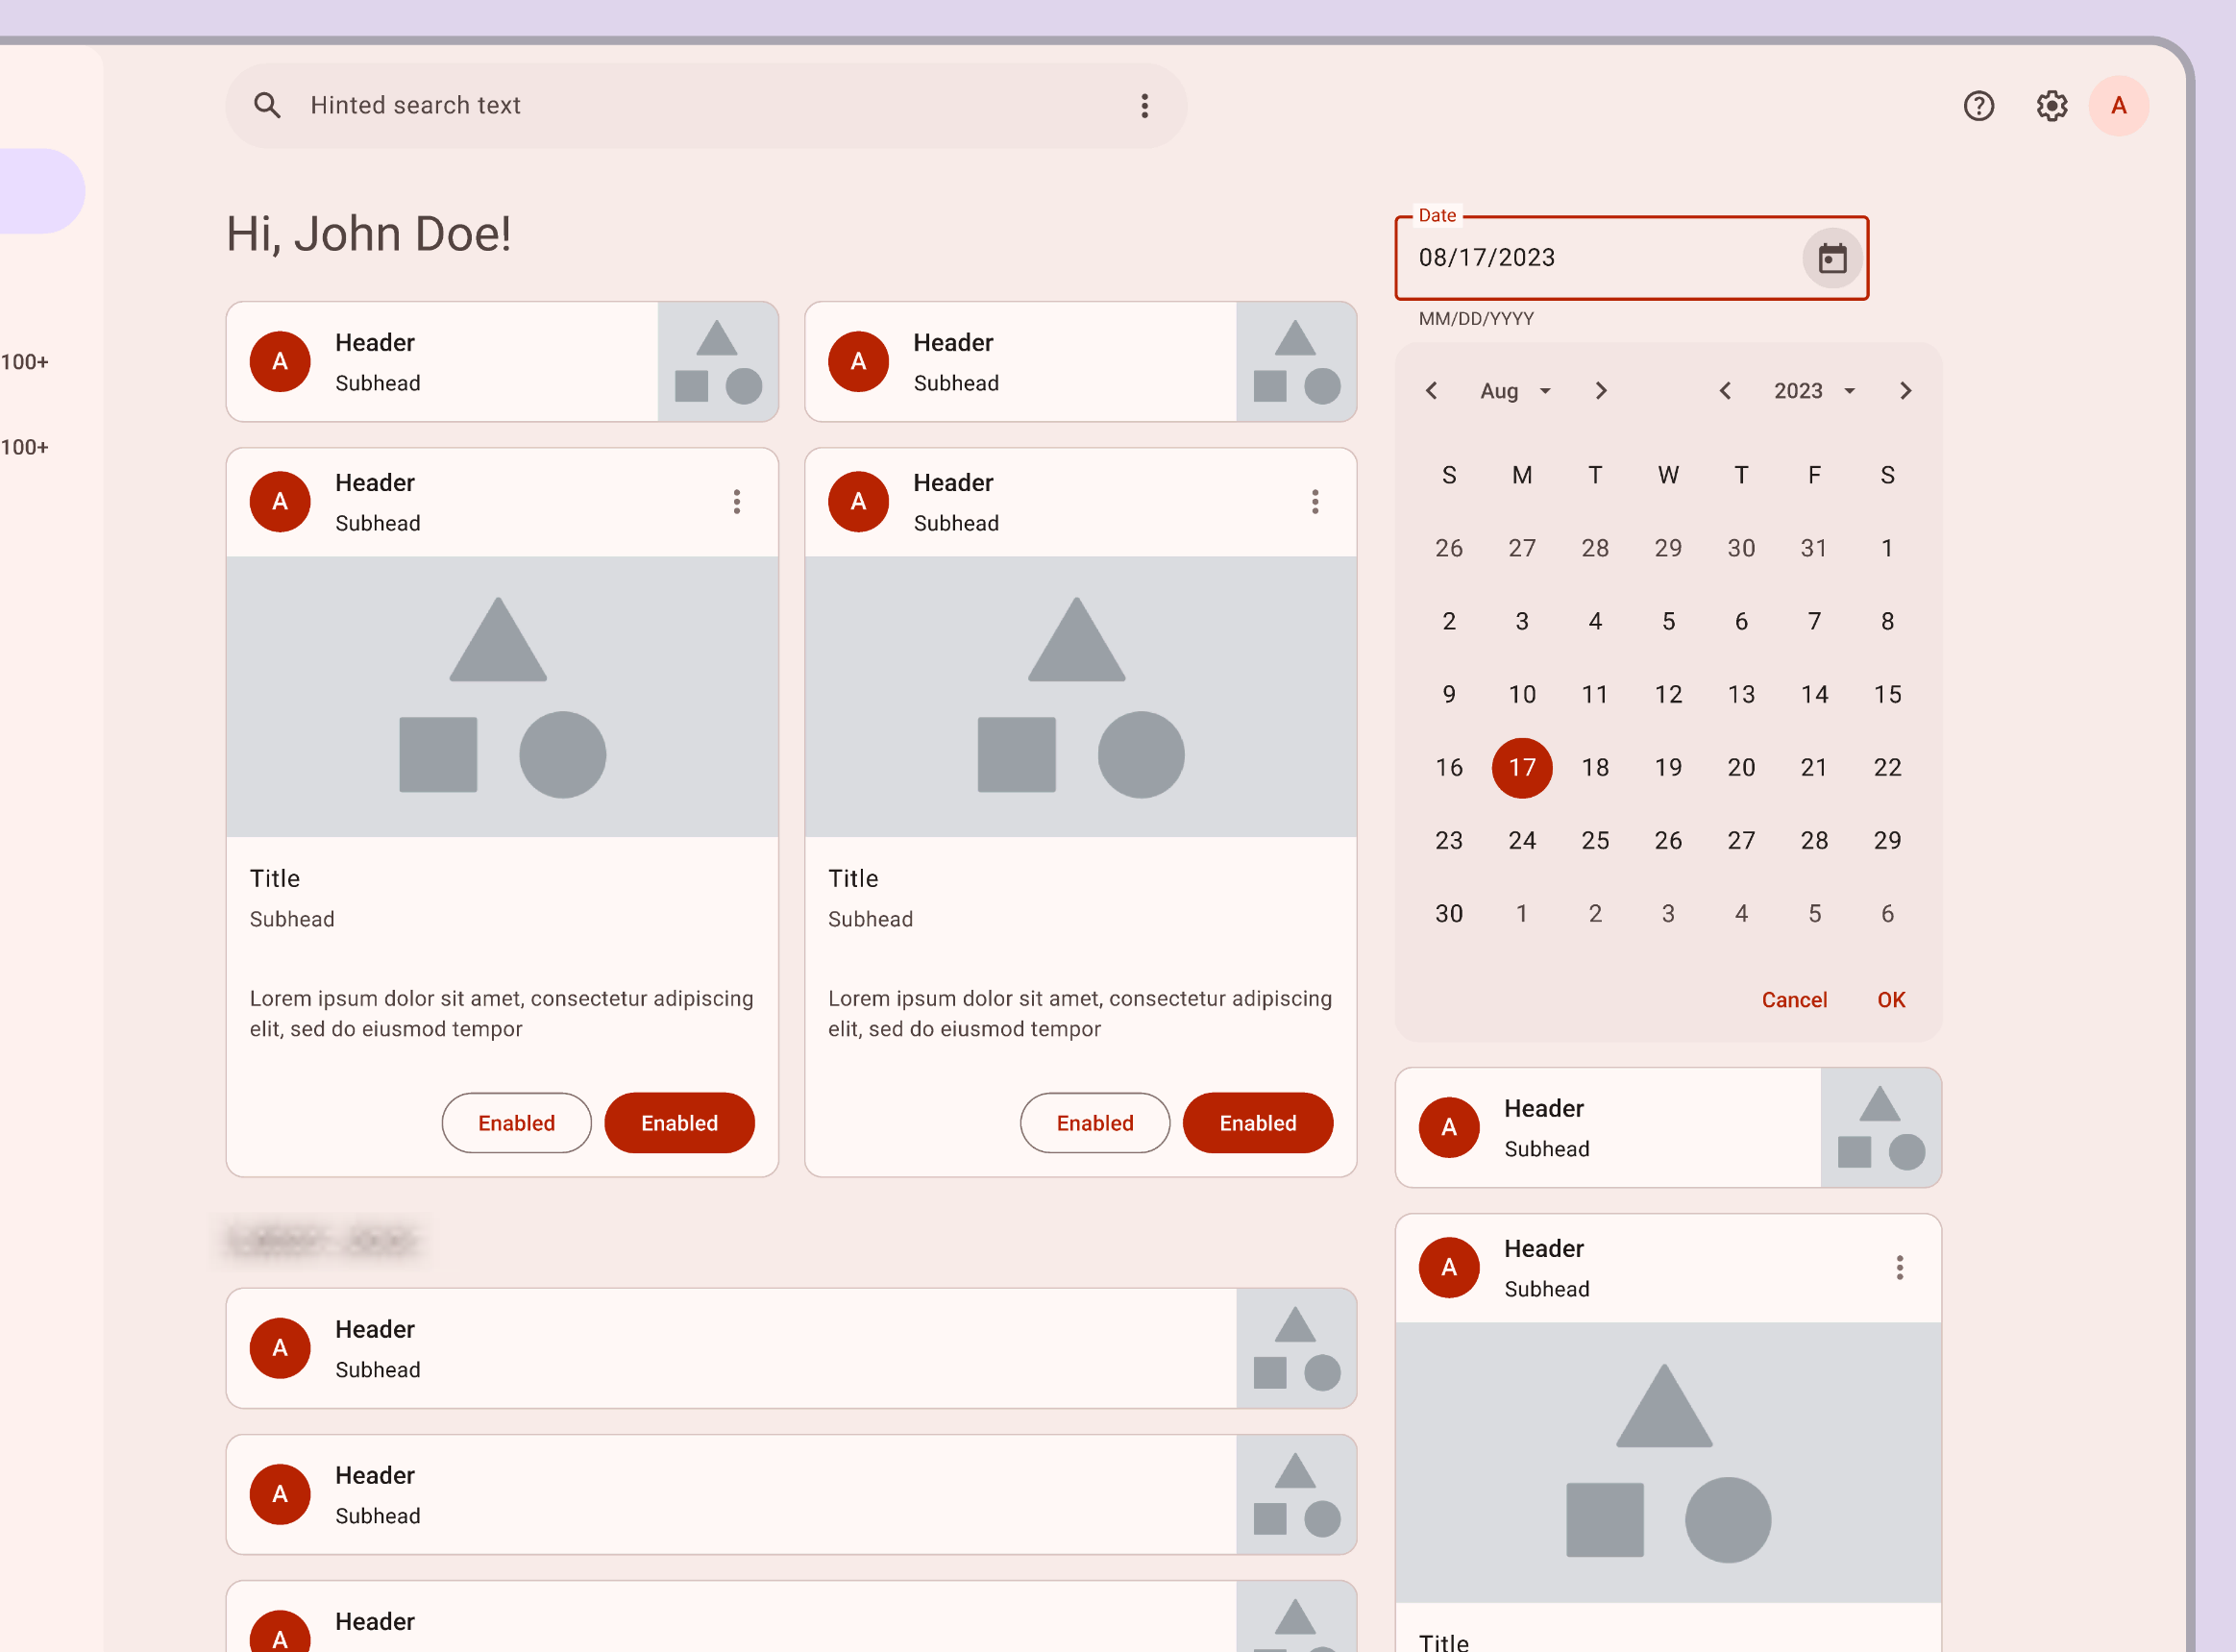 Hinted search text
A
Hi, John Doe!
100+
100+
A
Header
Subhead
A
Header
Subhead
A
Header
Subhead
Title
Subhead
Lorem ipsum dolor sit amet, consectetur adipiscing
elit, sed do eiusmod tempor
Enabled
Enabled
A
Header
Subhead
Title
Subhead
Lorem ipsum dolor sit amet, consectetur adipiscing
elit, sed do eiusmod tempor
Enabled
Enabled
A
Header
Subhead
A
Header
Subhead
A
Header
Date
08/17/2023
MM/DD/YYYY
Aug 2023
S M T W T F S
26 27 28 29 30 31 1
2 3 4 5 6 7 8
9 10 11 12 13 14 15
16 17 18 19 20 21 22
23 24 25 26 27 28 29
30 1 2 3 4 5 6
Cancel OK
A
Header
Subhead
A
Header
Subhead
Title